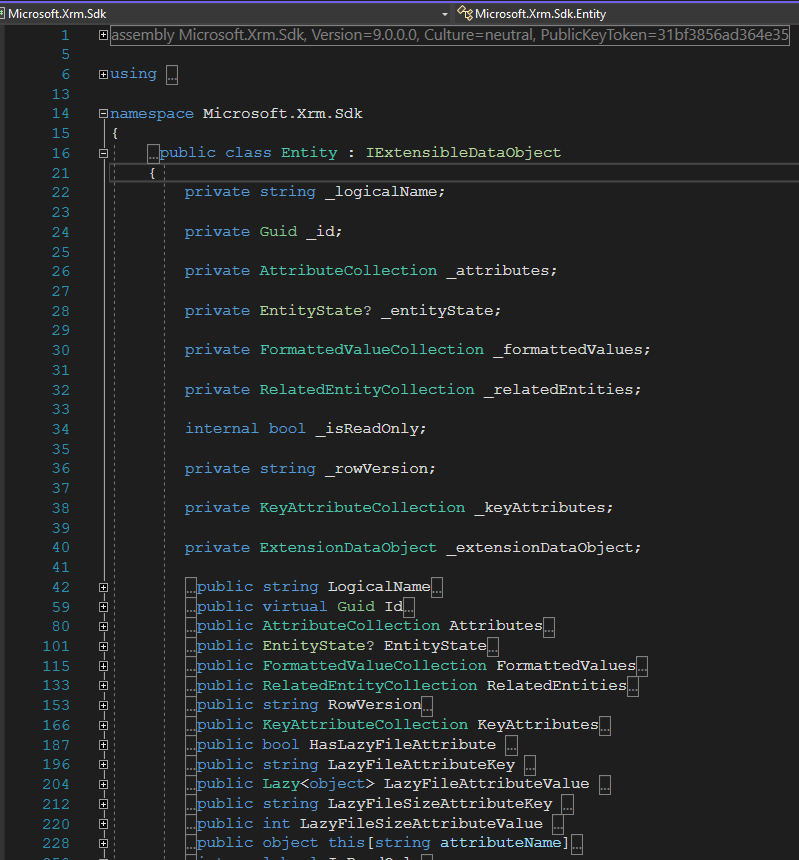 Microsoft.Xrm.Sdk Microsoft.Xrm.Sdk.Entity
1 assembly Microsoft.Xrm.Sdk, Version=9.0.0.0, Culture=neutral, PublicKeyToken=31bf3856ad364e35
5
6 using ...
13
14 namespace Microsoft.Xrm.Sdk
15 {
16 ...public class Entity : IExtensibleDataObject
21 {
22 private string _logicalName;
23
24 private Guid _id;
25
26 private AttributeCollection _attributes;
27
28 private EntityState? _entityState;
29
30 private FormattedValueCollection _formattedValues;
31
32 private RelatedEntityCollection _relatedEntities;
33
34 internal bool _isReadOnly;
35
36 private string _rowVersion;
37
38 private KeyAttributeCollection _keyAttributes;
39
40 private ExtensionDataObject _extensionDataObject;
41
42 ...public string LogicalName...
59 ...public virtual Guid Id...
80 ...public AttributeCollection Attributes...
101 ...public EntityState? EntityState...
115 ...public FormattedValueCollection FormattedValues...
133 ...public RelatedEntityCollection RelatedEntities...
153 ...public string RowVersion...
166 ...public KeyAttributeCollection KeyAttributes...
187 ...public bool HasLazyFileAttribute ...
196 ...public string LazyFileAttributeKey ...
204 ...public Lazy<object> LazyFileAttributeValue ...
212 ...public string LazyFileSizeAttributeKey ...
220 ...public int LazyFileSizeAttributeValue ...
228 ...public object this[string attributeName]...